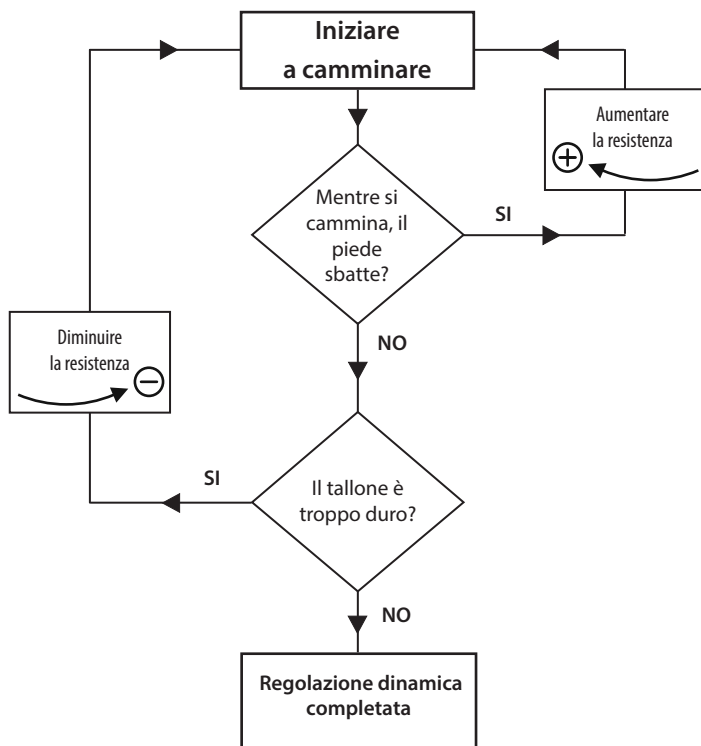 Iniziare
a camminare
Aumentare
la resistenza
+
Mentre si
cammina, il
piede
sbatte?
SI
NO
Diminuire
la resistenza
−
SI
Il tallone è
troppo duro?
NO
Regolazione dinamica
completata